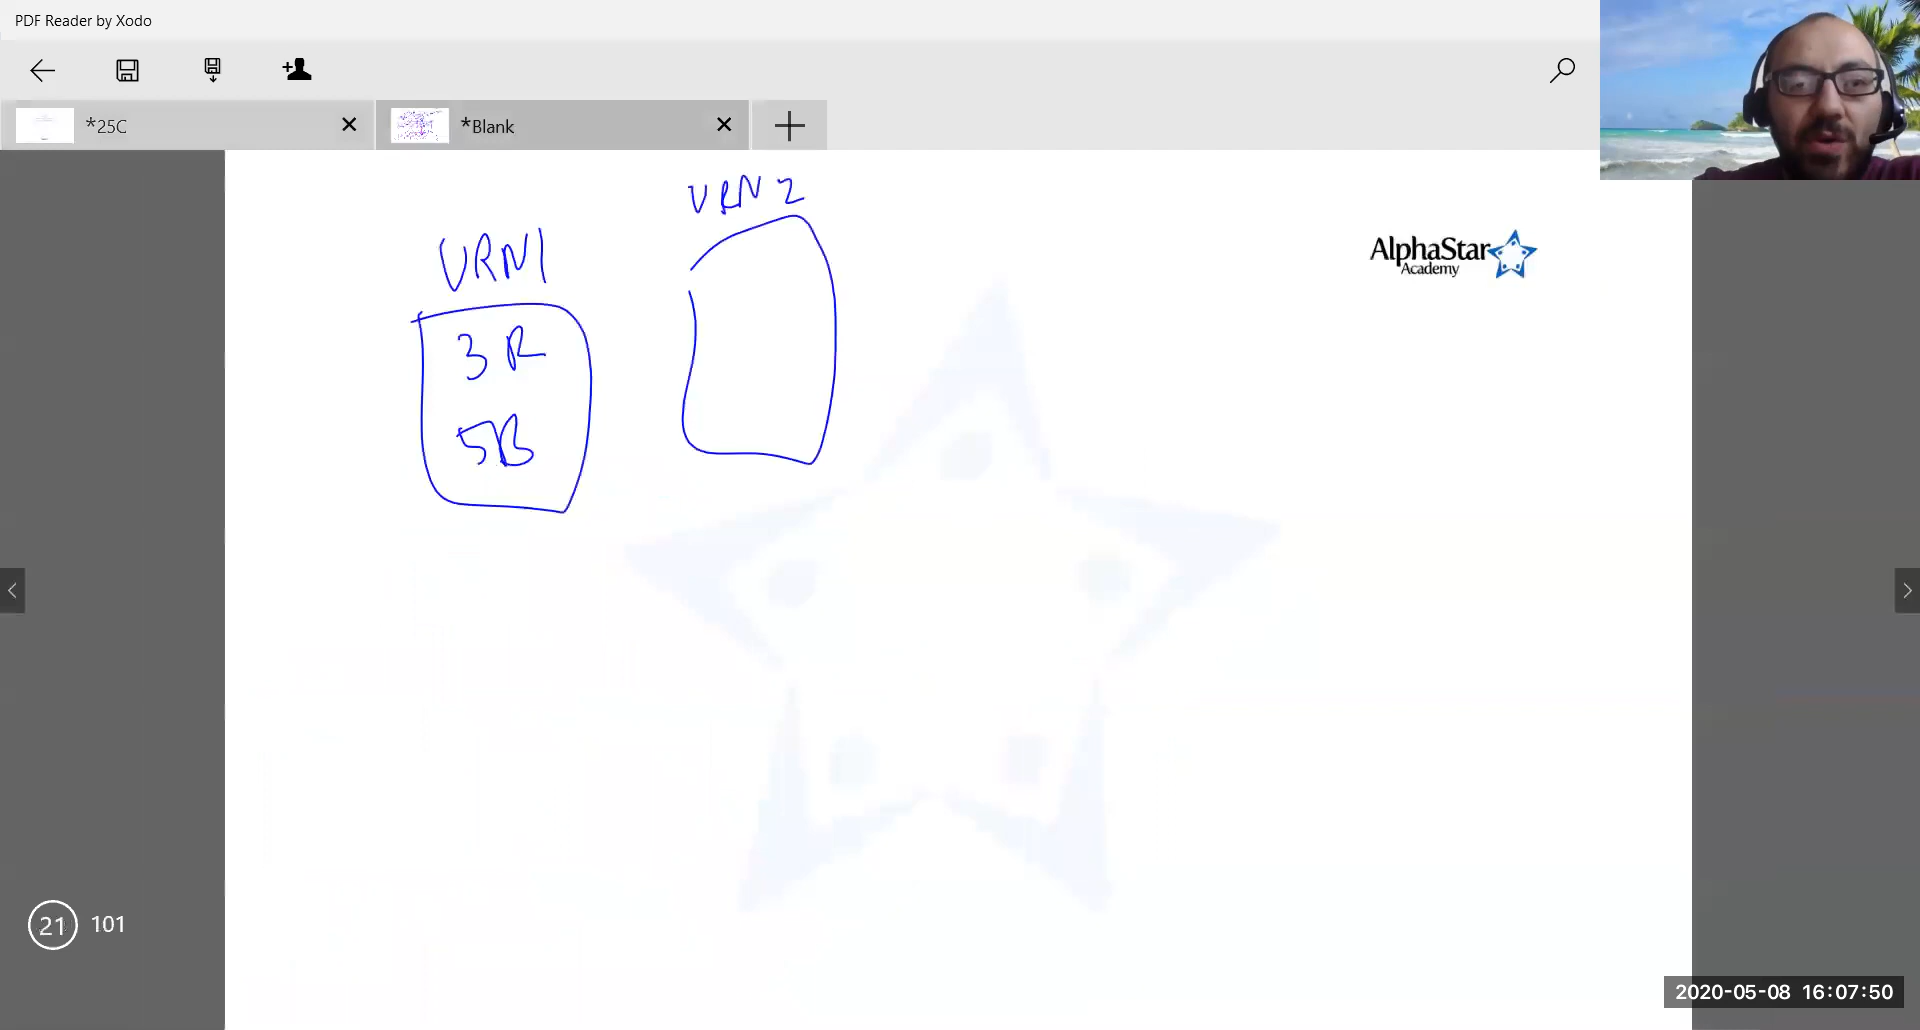 PDF Reader by Xodo
*25C
*Blank
URN 2
URN1
3 R
5B
AlphaStar
Academy
21 101
2020-05-08 16:07:50